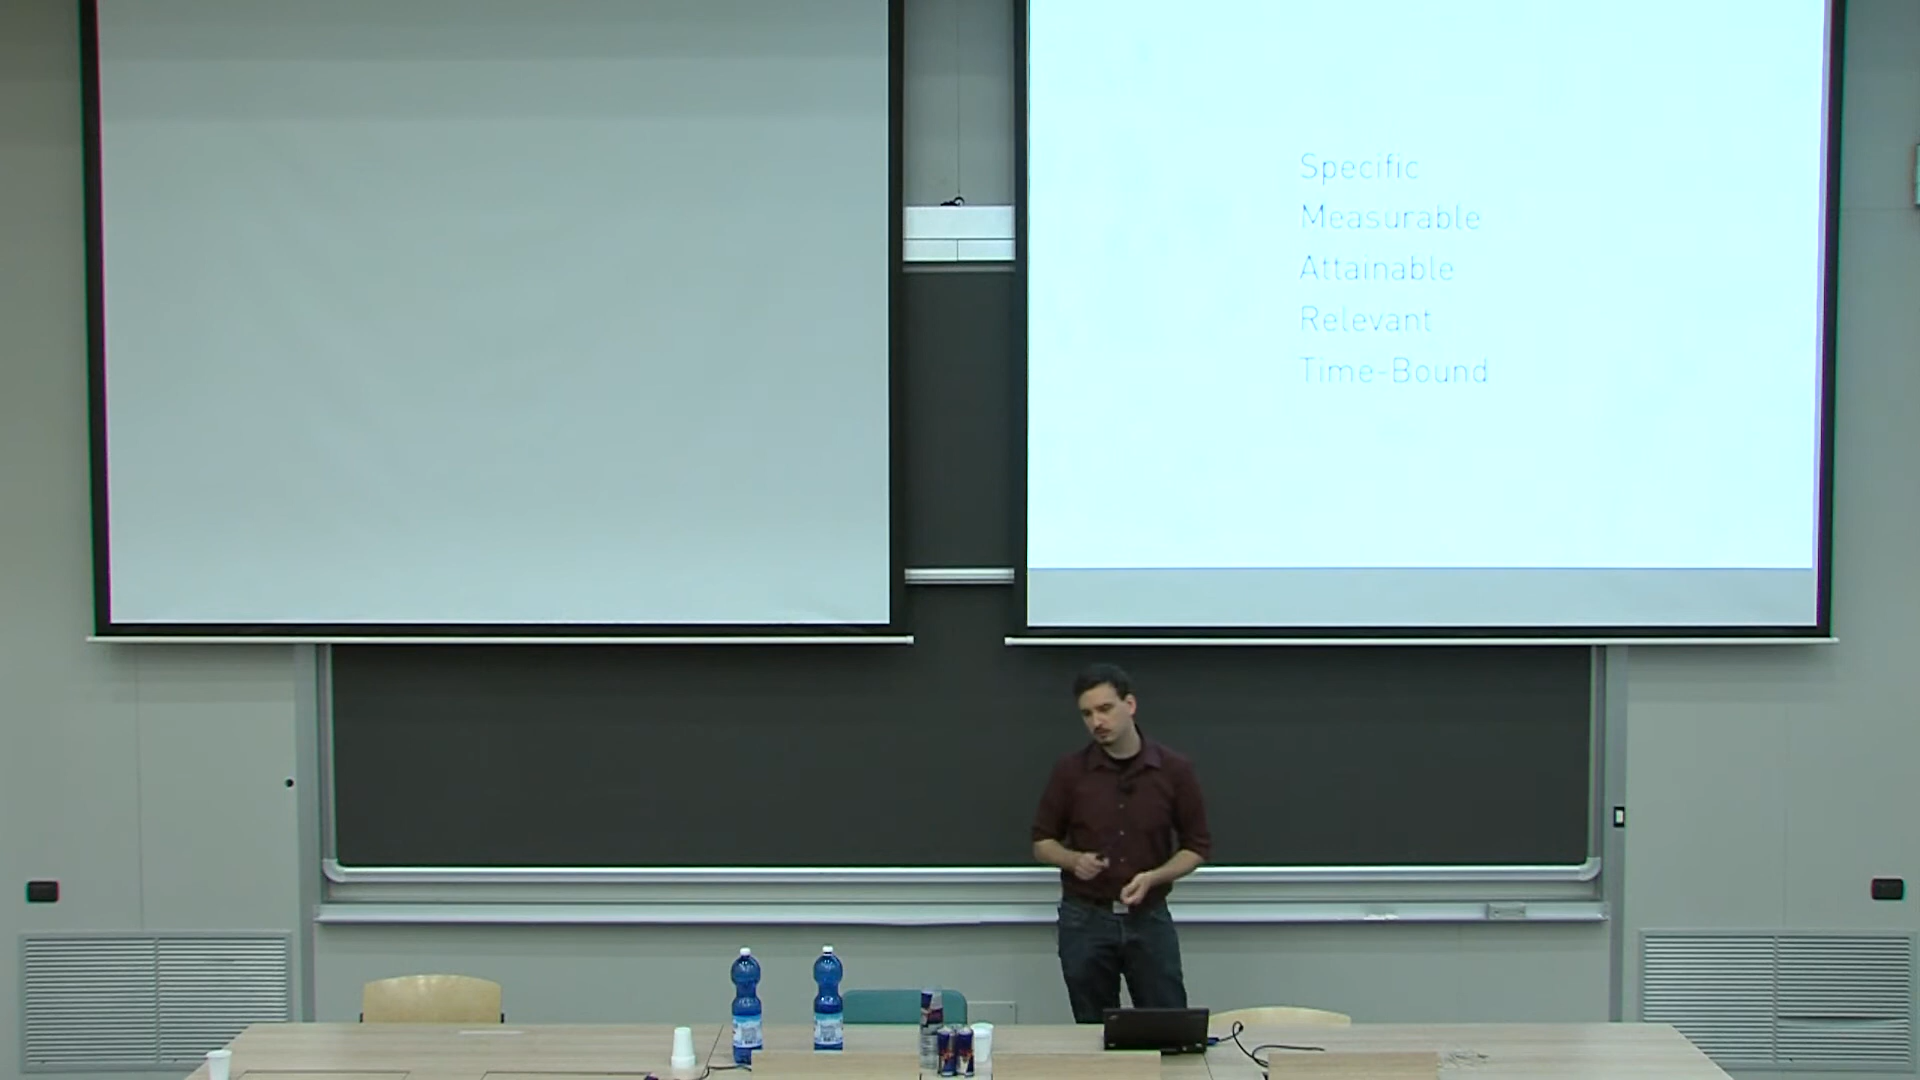 Specific
Measurable
Attainable
Relevant
Time-Bound